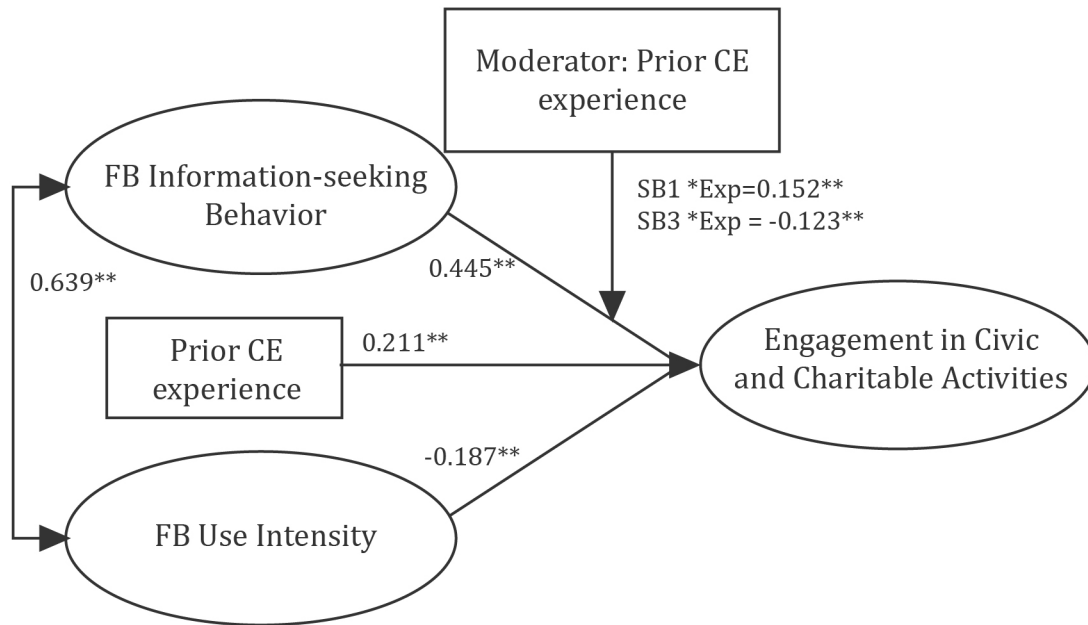 Moderator: Prior CE
experience
FB Information-seeking
Behavior
SB1 *Exp=0.152**
SB3 *Exp = -0.123**
0.639**
0.445**
Prior CE
experience
0.211**
Engagement in Civic
and Charitable Activities
-0.187**
FB Use Intensity